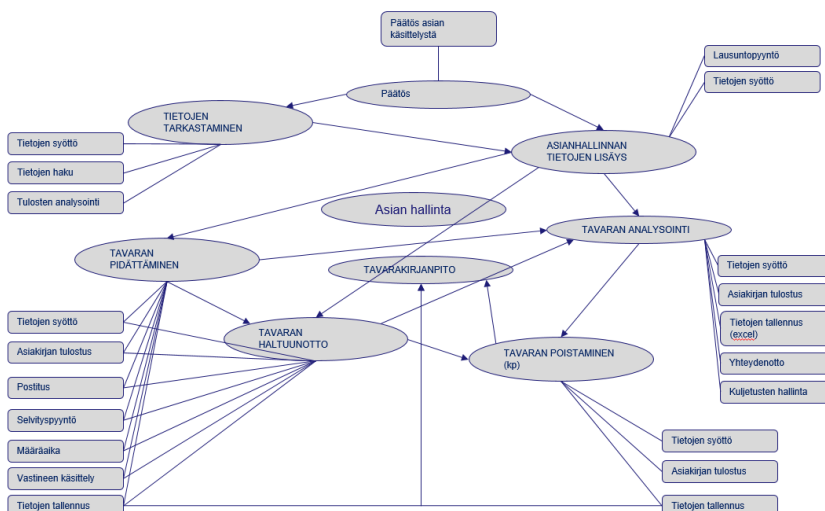 Päätös asian
käsittelystä
Lausuntopyyntö
Tietojen syöttö
Päätös
TIETOJEN
TARKASTAMINEN
ASIANHALLINNAN
TIETOJEN LISÄYS
Tietojen syöttö
Tietojen haku
Tulosten analysointi
Asian hallinta
TAVARAN ANALYSOINTI
TAVARAN
PIDÄTTÄMINEN
TAVARAKIRJANPITO
Tietojen syöttö
Asiakirjan tulostus
Tietojen tallennus
(excel)
Yhteydenotto
Kuljetusten hallinta
Tietojen syöttö
Asiakirjan tulostus
Postitus
Selvityspyyntö
Määräaika
Vastineen käsittely
Tietojen tallennus
TAVARAN
HALTUUNOTTO
TAVARAN POISTAMINEN
(kp)
Tietojen syöttö
Asiakirjan tulostus
Tietojen tallennus